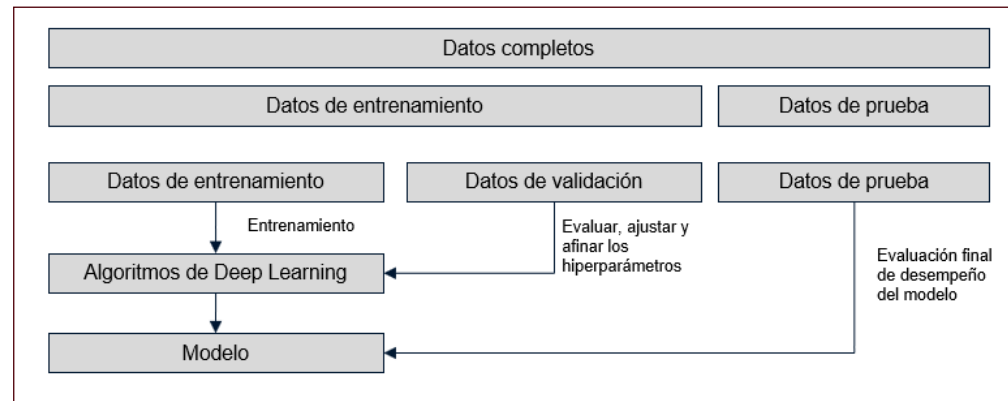 Datos completos
Datos de entrenamiento
Datos de prueba
Datos de entrenamiento
Datos de validación
Datos de prueba
Entrenamiento
Evaluar, ajustar y
afinar los
hiperparámetros
Evaluación final
de desempeño
del modelo
Algoritmos de Deep Learning
Modelo